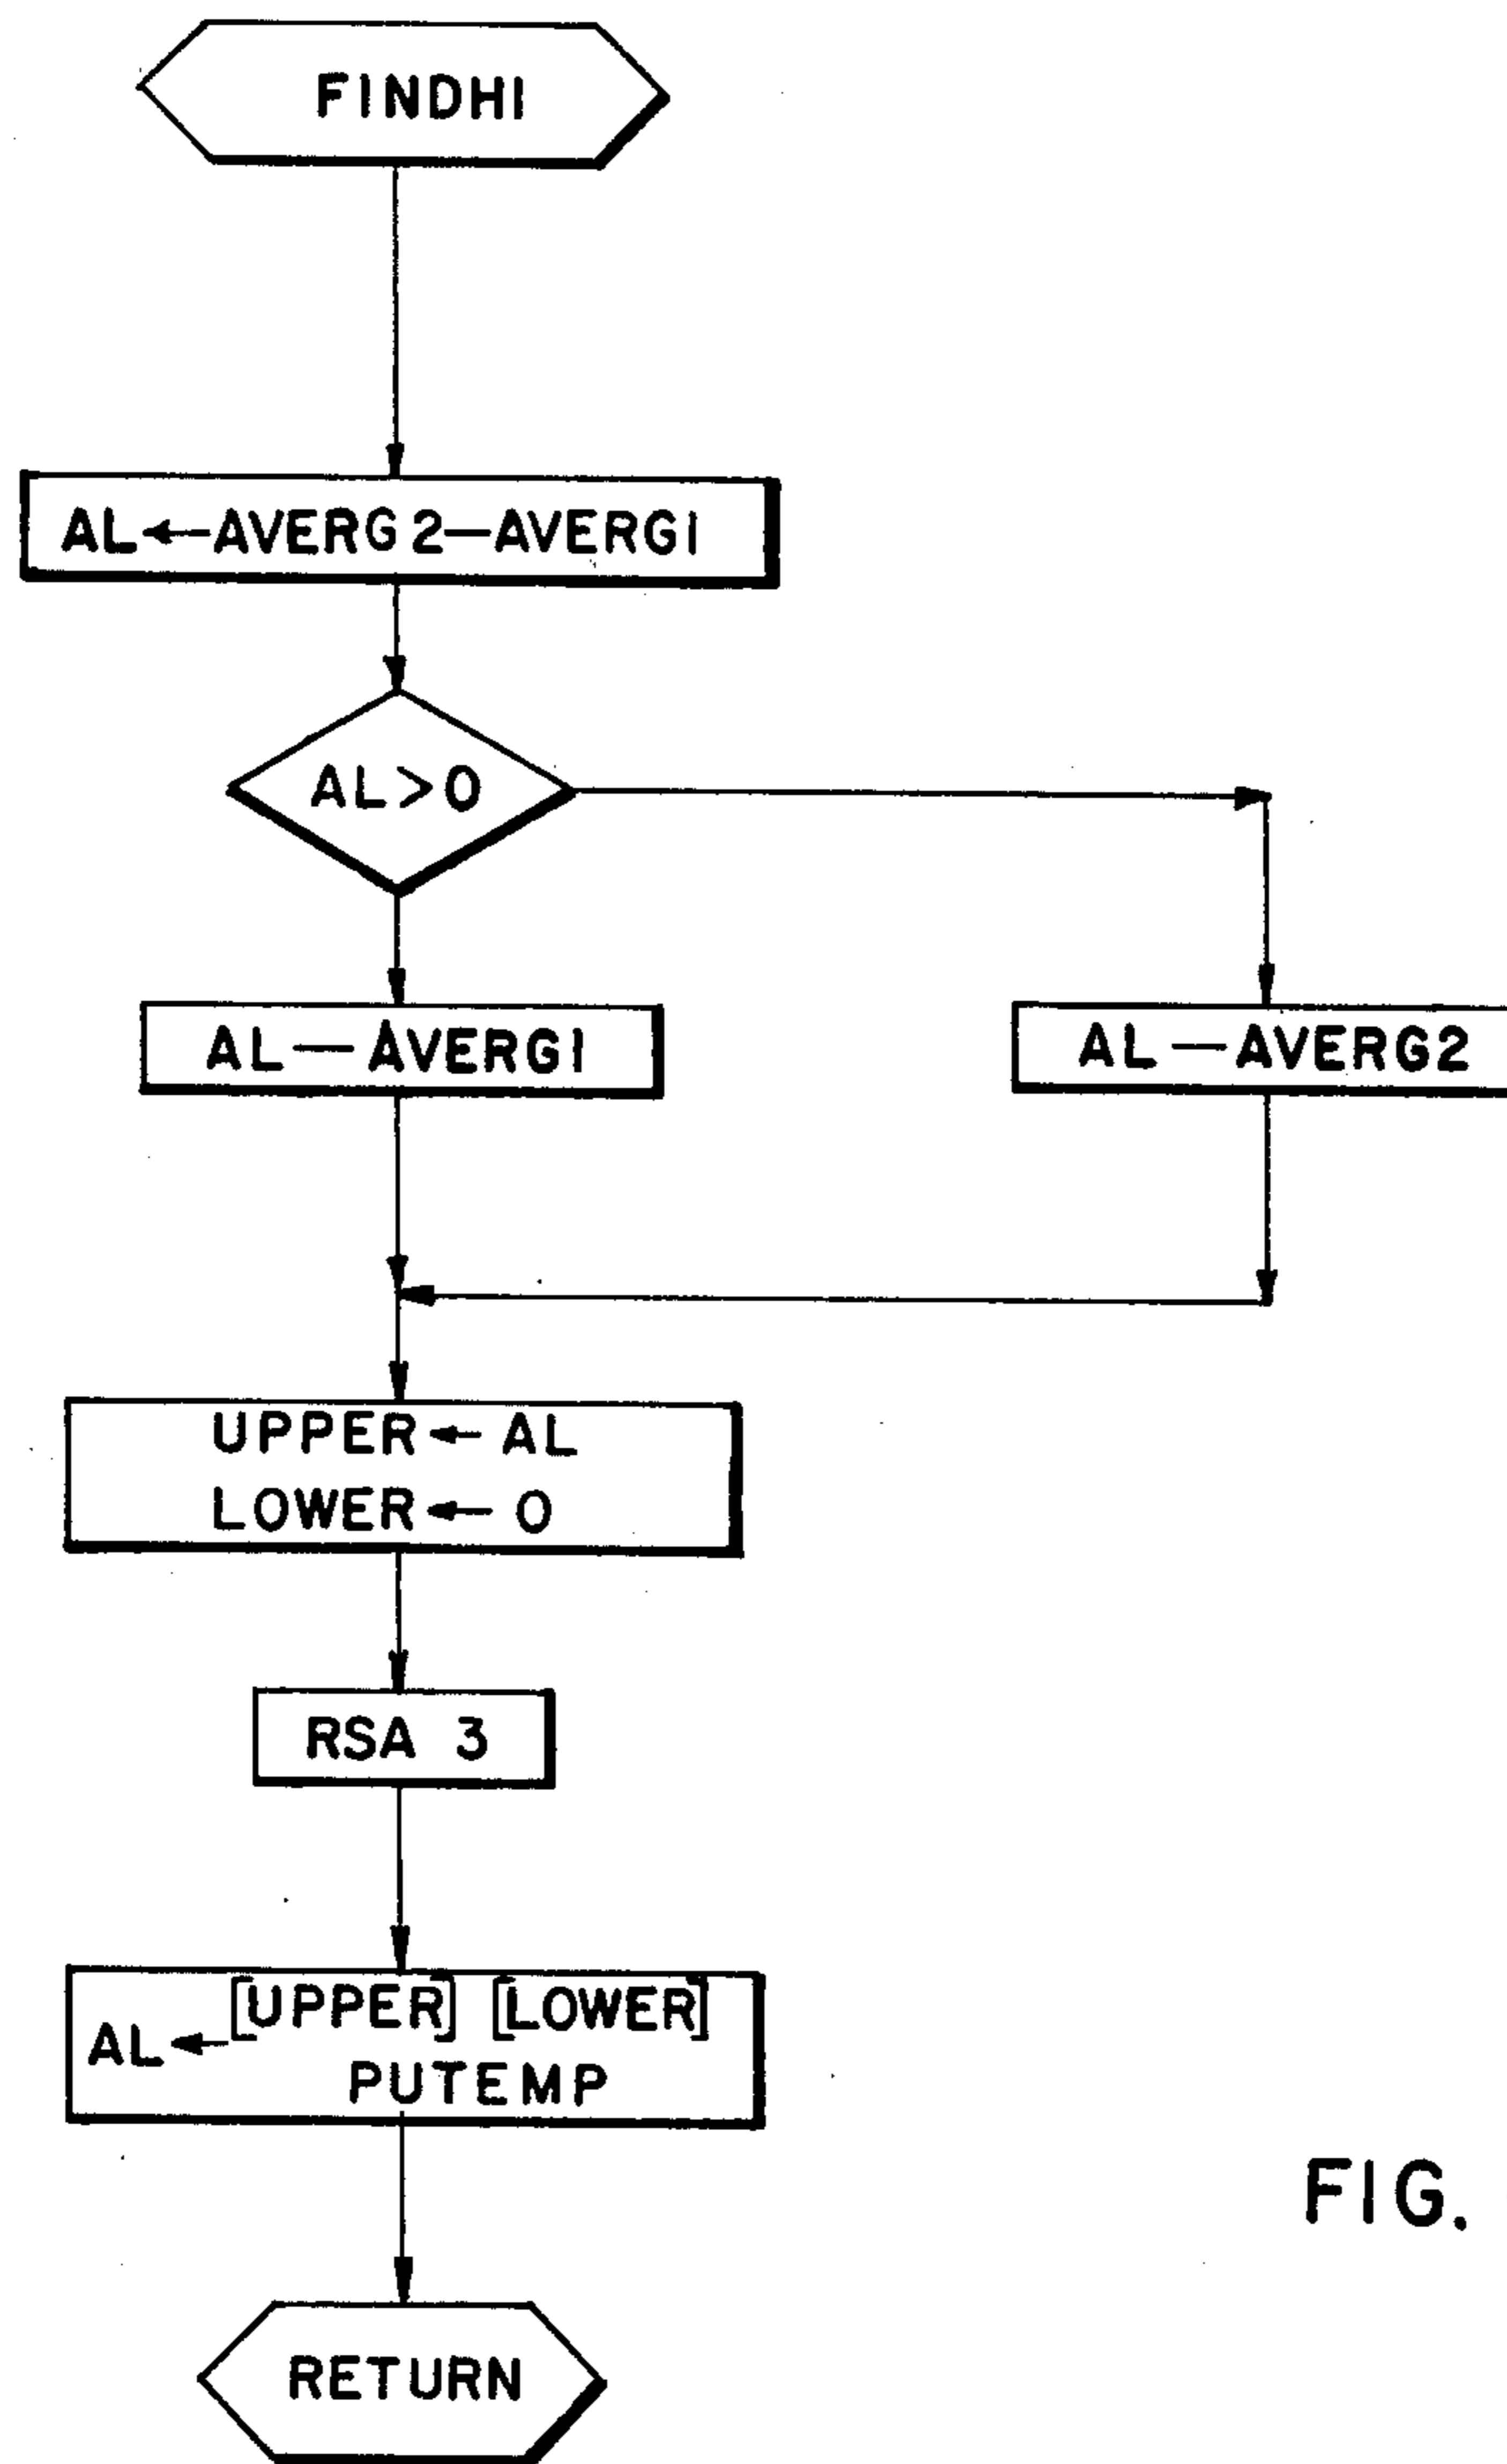 FINDHI
AL←AVERG2—AVERG1
AL>0
AL—AVERG1
AL—AVERG2
UPPER← AL
LOWER← 0
RSA 3
[UPPER] [LOWER]
AL←
PUTEMP
RETURN
FIG.